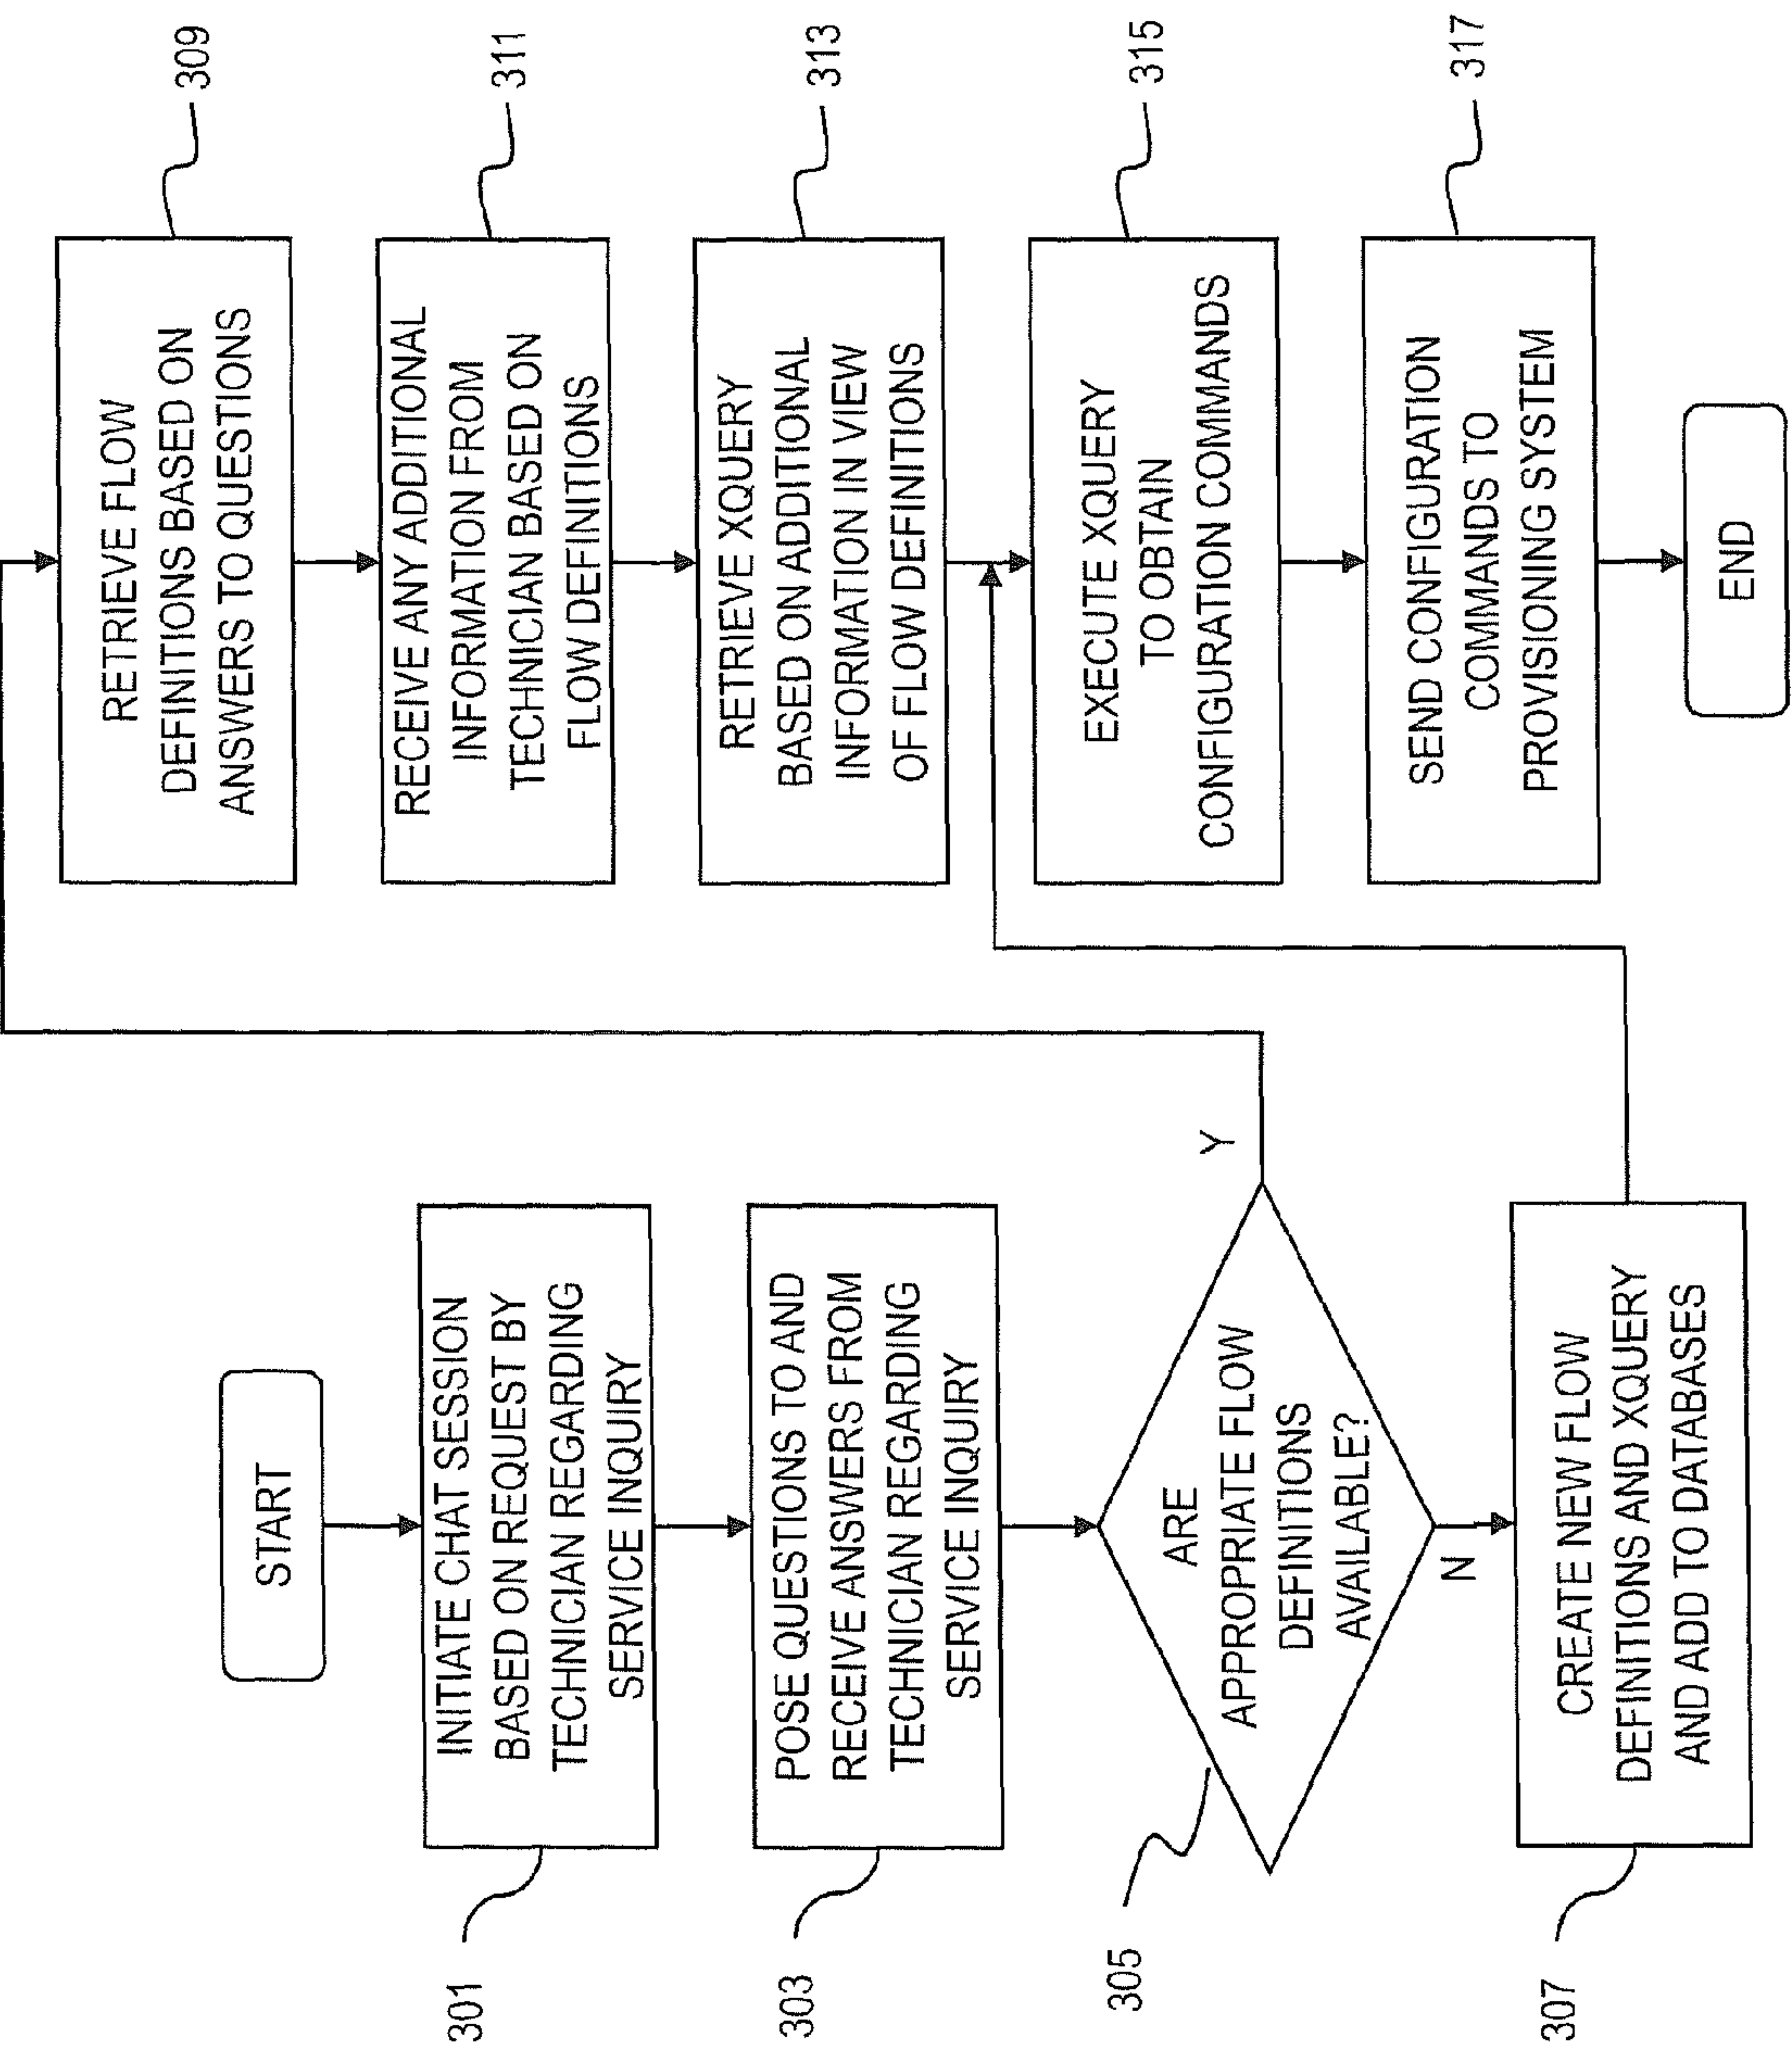 START
INITIATE CHAT SESSION
BASED ON REQUEST BY
TECHNICIAN REGARDING
SERVICE INQUIRY
301
POSE QUESTIONS TO AND
RECEIVE ANSWERS FROM
TECHNICIAN REGARDING
SERVICE INQUIRY
303
ARE
APPROPRIATE FLOW
DEFINITIONS
AVAILABLE?
305
Y
N
CREATE NEW FLOW
DEFINITIONS AND XQUERY
AND ADD TO DATABASES
307
RETRIEVE FLOW
DEFINITIONS BASED ON
ANSWERS TO QUESTIONS
309
RECEIVE ANY ADDITIONAL
INFORMATION FROM
TECHNICIAN BASED ON
FLOW DEFINITIONS
311
RETRIEVE XQUERY
BASED ON ADDITIONAL
INFORMATION IN VIEW
OF FLOW DEFINITIONS
313
EXECUTE XQUERY
TO OBTAIN
CONFIGURATION COMMANDS
315
SEND CONFIGURATION
COMMANDS TO
PROVISIONING SYSTEM
317
END